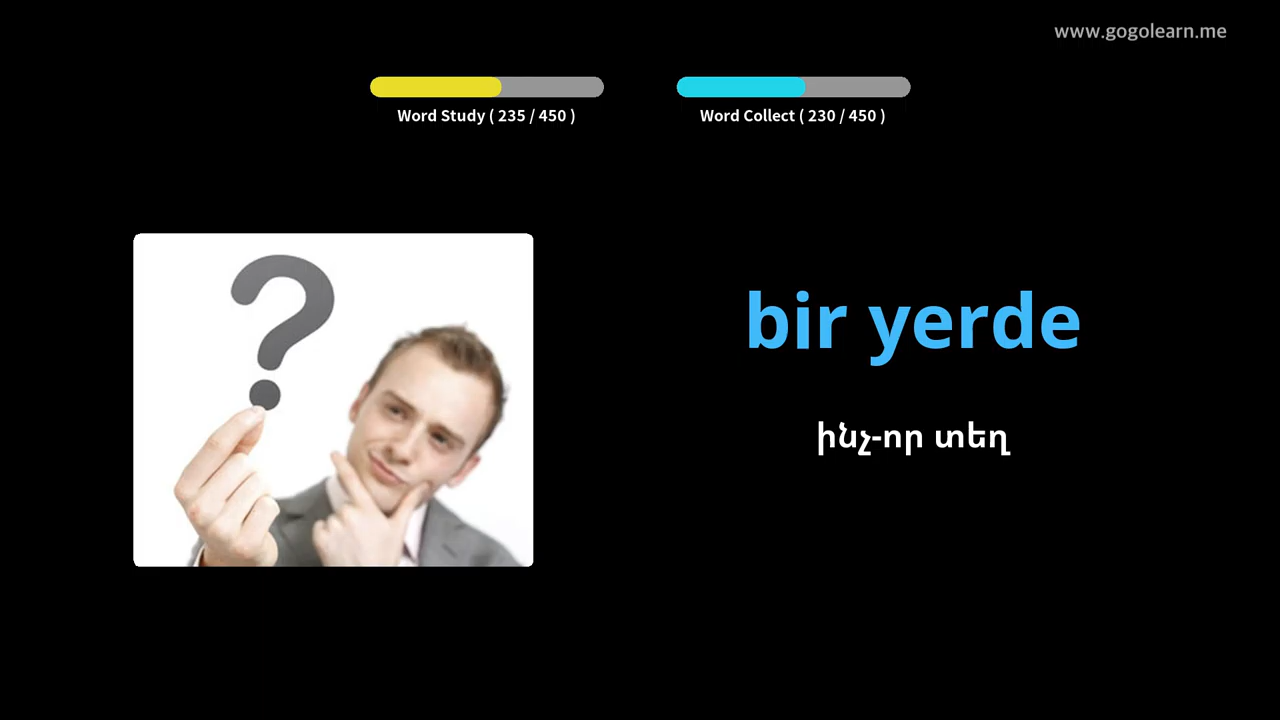 www.gogolearn.me
Word Study ( 235 / 450 )
Word Collect ( 230 / 450 )
bir yerde
ինչ-որ տեղ